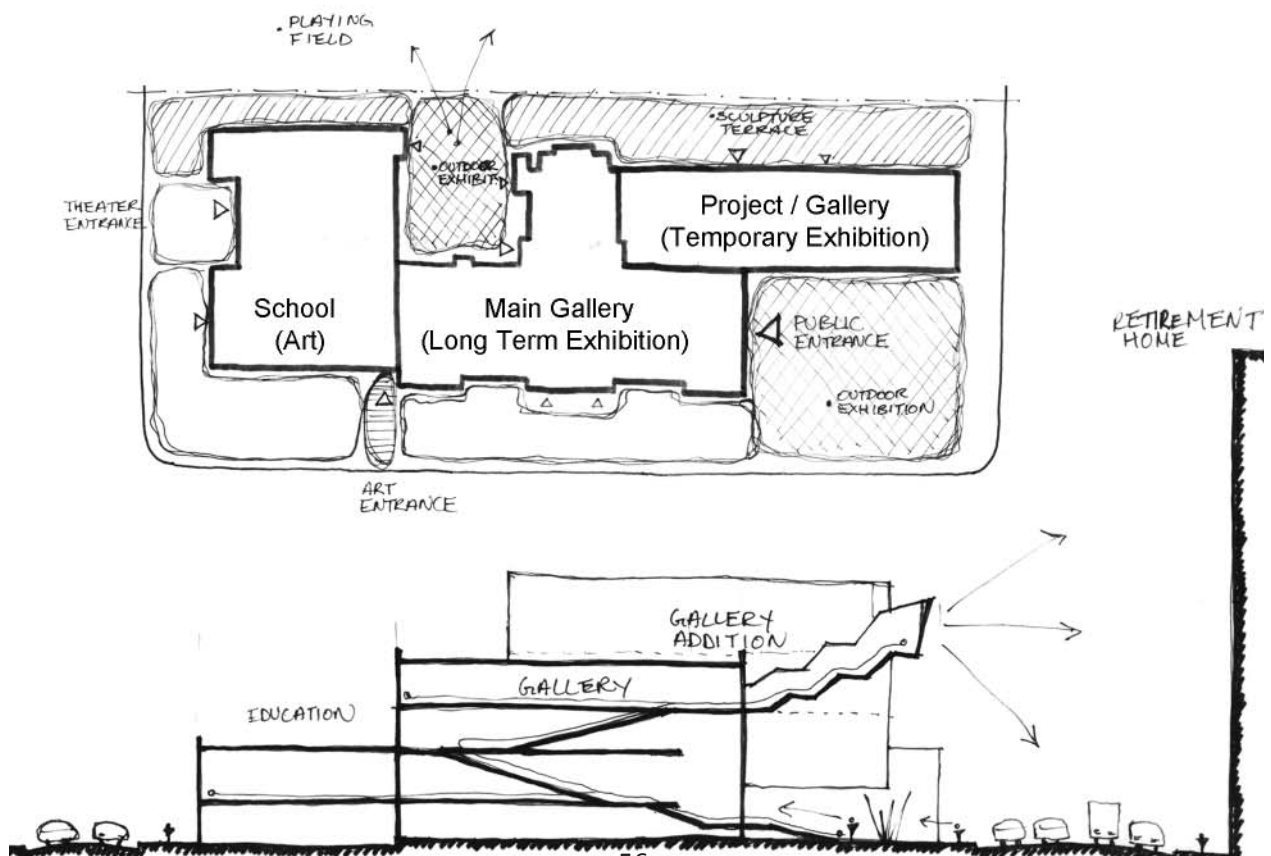 • PLAYING
FIELD
• SCULPTURE
TERRACE
• OUTDOOR
EXHIBIT
THEATER
ENTRANCE
Project / Gallery
(Temporary Exhibition)
School
(Art)
Main Gallery
(Long Term Exhibition)
PUBLIC
ENTRANCE
RETIREMENT
HOME
• OUTDOOR
EXHIBITION
ART
ENTRANCE
GALLERY
ADDITION
GALLERY
EDUCATION